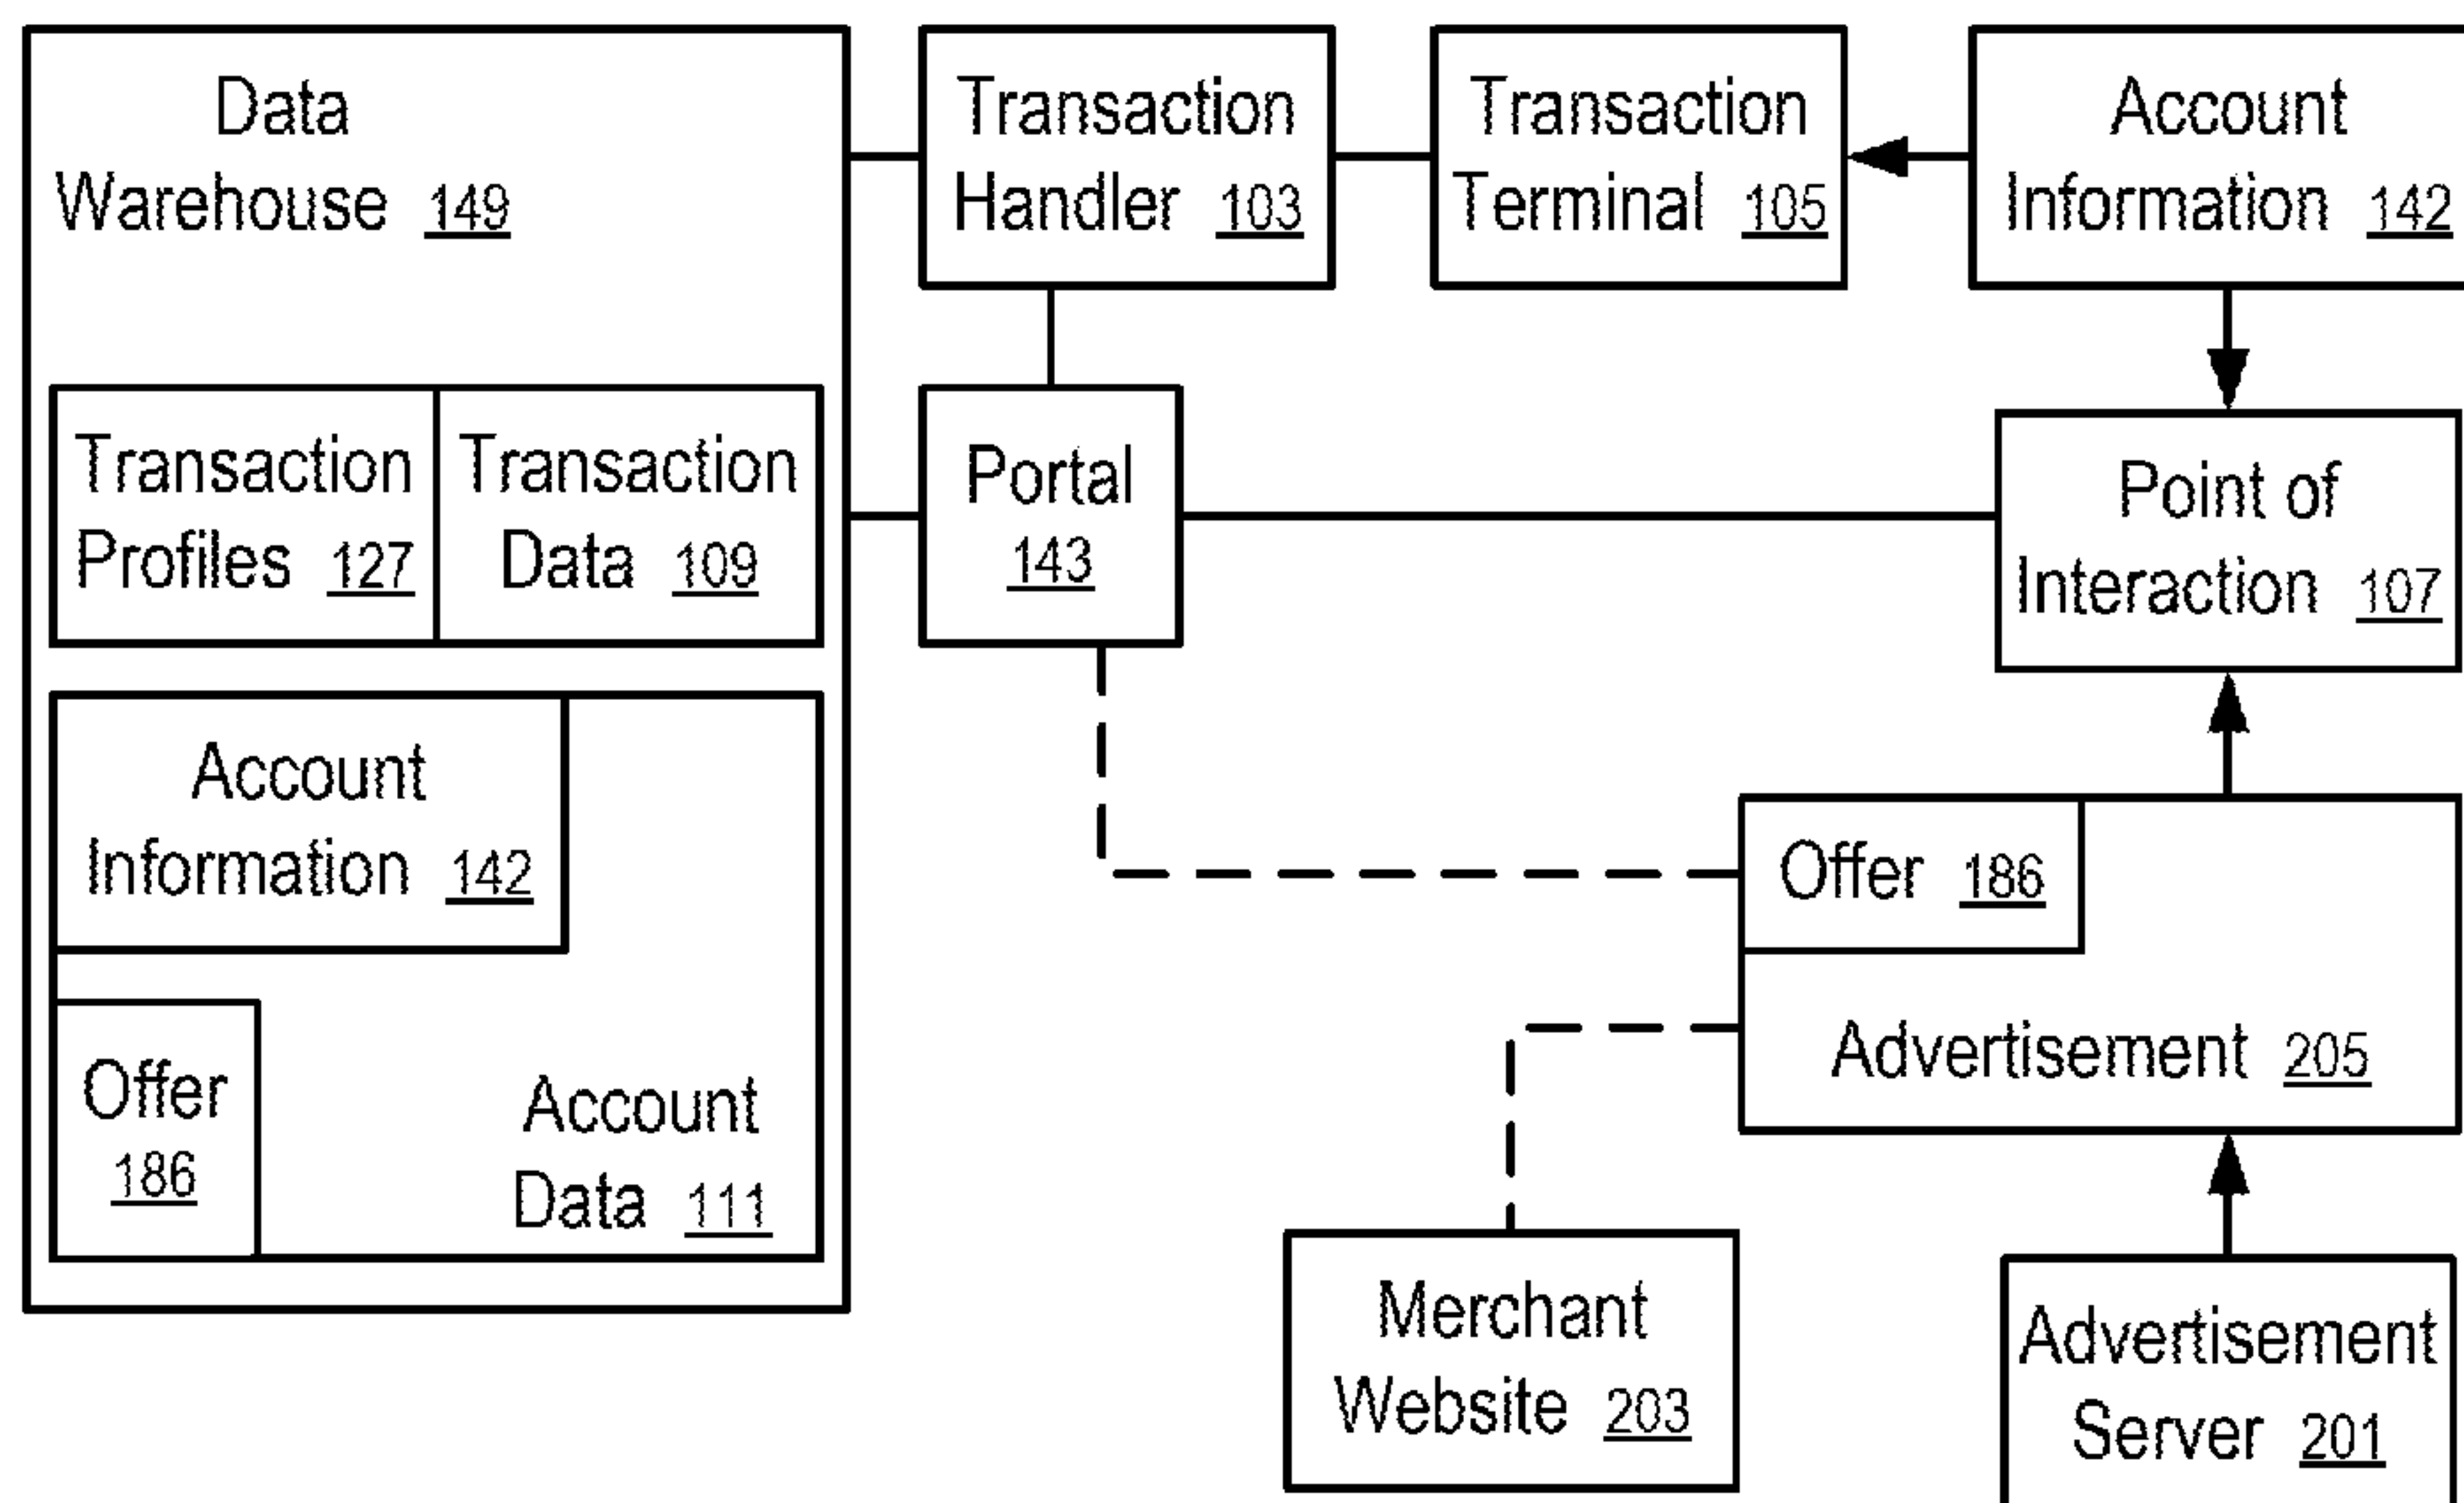 Data
Warehouse 149
Transaction
Handler 103
Transaction
Terminal 105
Account
Information 142
Transaction
Profiles 127
Transaction
Data 109
Portal
143
Point of
Interaction 107
Account
Information 142
Offer 186
Offer
186
Account
Data 111
Advertisement 205
Merchant
Website 203
Advertisement
Server 201